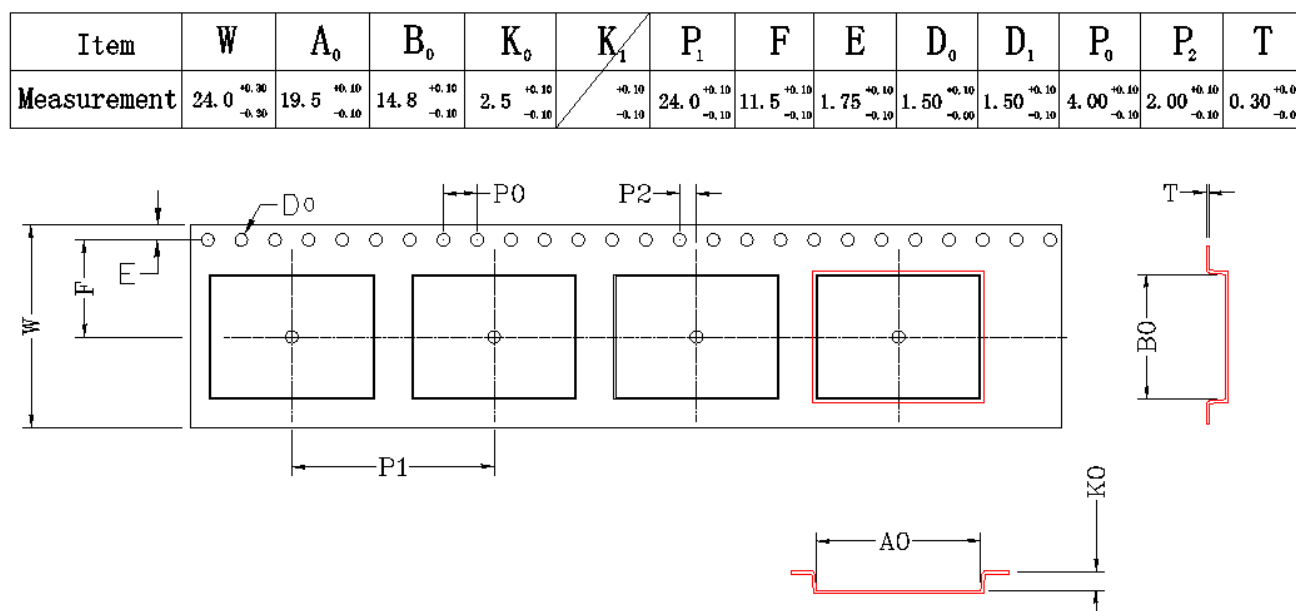 Item W A₀ B₀ K₀ K₁ P₁ F E D₀ D₁ P₀ P₂ T
Measurement 24.0 +0.30 -0.30 19.5 +0.10 -0.10 14.8 +0.10 -0.10 2.5 +0.10 -0.10 +0.10 -0.10 24.0 +0.10 -0.10 11.5 +0.10 -0.10 1.75 +0.10 -0.10 1.50 +0.10 -0.00 1.50 +0.10 -0.10 4.00 +0.10 -0.10 2.00 +0.10 -0.10 0.30
D0 P0 P2 T
E F W B0
P1
K0
A0